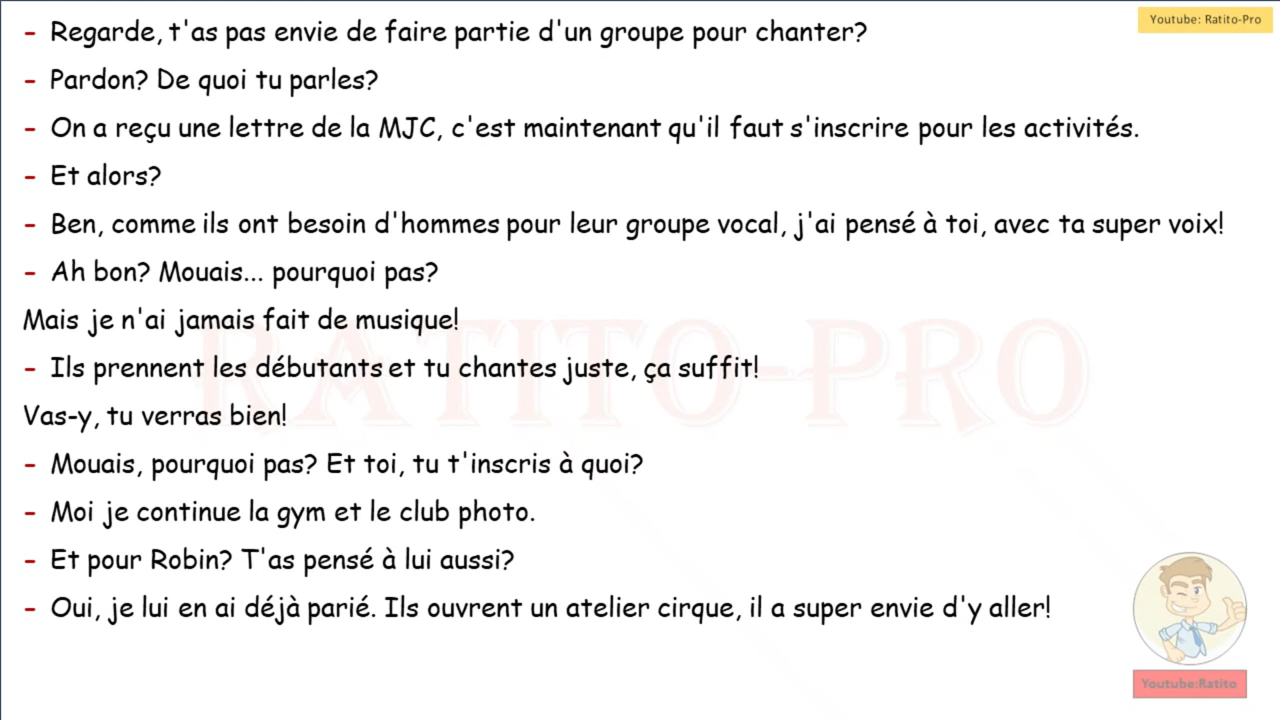 Youtube: Ratito-Pro
- Regarde, t'as pas envie de faire partie d'un groupe pour chanter?
- Pardon? De quoi tu parles?
- On a reçu une lettre de la MJC, c'est maintenant qu'il faut s'inscrire pour les activités.
- Et alors?
- Ben, comme ils ont besoin d'hommes pour leur groupe vocal, j'ai pensé à toi, avec ta super voix!
- Ah bon? Mouais... pourquoi pas?
Mais je n'ai jamais fait de musique!
- Ils prennent les débutants et tu chantes juste, ça suffit!
Vas-y, tu verras bien!
- Mouais, pourquoi pas? Et toi, tu t'inscris à quoi?
- Moi je continue la gym et le club photo.
- Et pour Robin? T'as pensé à lui aussi?
- Oui, je lui en ai déjà parié. Ils ouvrent un atelier cirque, il a super envie d'y aller!
RATITO-PRO
Youtube:Ratito